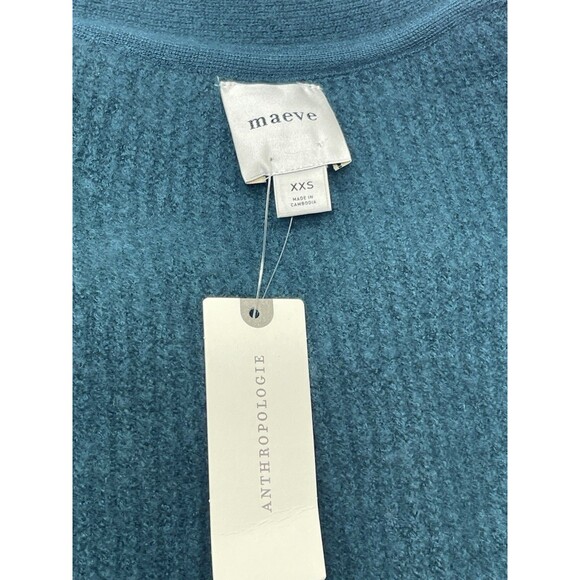 maeve
XXS
MADE IN
CAMBODIA
ANTHROPOLOGIE